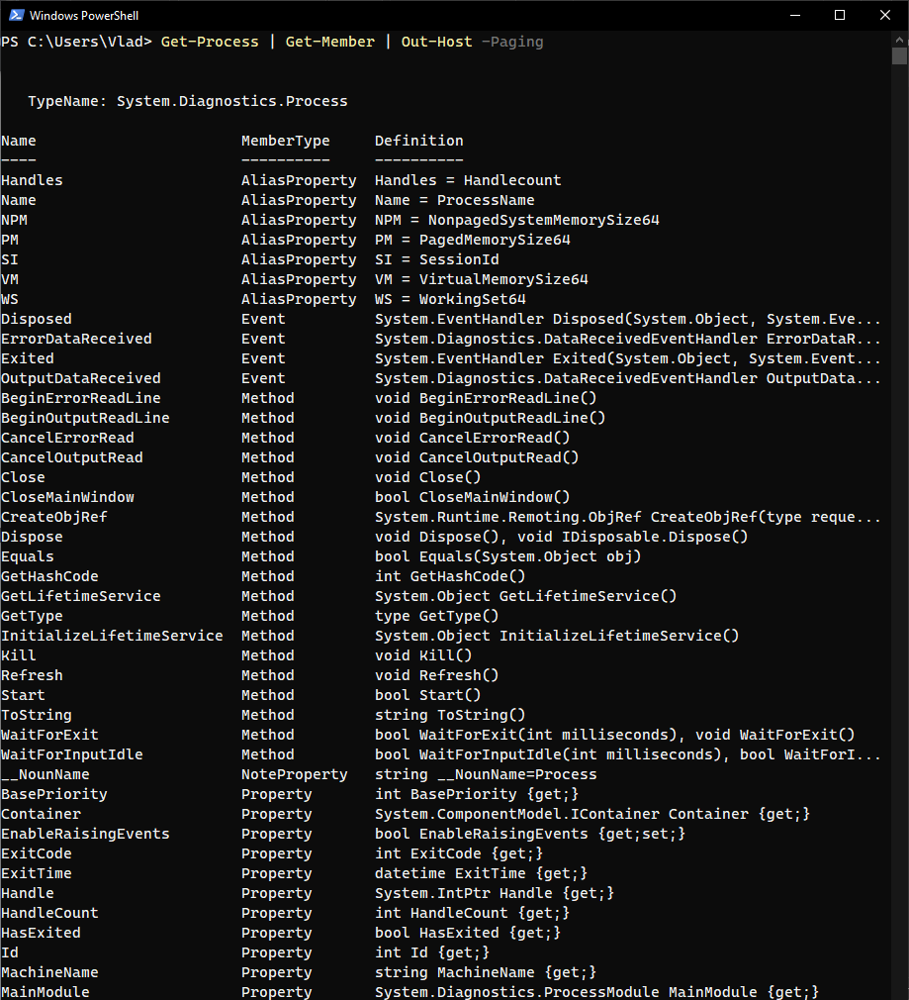 Windows PowerShell
PS C:\Users\Vlad> Get-Process | Get-Member | Out-Host -Paging
TypeName: System.Diagnostics.Process
Name MemberType Definition
---- ---------- ----------
Handles AliasProperty Handles = Handlecount
Name AliasProperty Name = ProcessName
NPM AliasProperty NPM = NonpagedSystemMemorySize64
PM AliasProperty PM = PagedMemorySize64
SI AliasProperty SI = SessionId
VM AliasProperty VM = VirtualMemorySize64
WS AliasProperty WS = WorkingSet64
Disposed Event System.EventHandler Disposed(System.Object, System.Eve...
ErrorDataReceived Event System.Diagnostics.DataReceivedEventHandler ErrorDataR...
Exited Event System.EventHandler Exited(System.Object, System.Event...
OutputDataReceived Event System.Diagnostics.DataReceivedEventHandler OutputData...
BeginErrorReadLine Method void BeginErrorReadLine()
BeginOutputReadLine Method void BeginOutputReadLine()
CancelErrorRead Method void CancelErrorRead()
CancelOutputRead Method void CancelOutputRead()
Close Method void Close()
CloseMainWindow Method bool CloseMainWindow()
CreateObjRef Method System.Runtime.Remoting.ObjRef CreateObjRef(type reque...
Dispose Method void Dispose(), void IDisposable.Dispose()
Equals Method bool Equals(System.Object obj)
GetHashCode Method int GetHashCode()
GetLifetimeService Method System.Object GetLifetimeService()
GetType Method type GetType()
InitializeLifetimeService Method System.Object InitializeLifetimeService()
Kill Method void Kill()
Refresh Method void Refresh()
Start Method bool Start()
ToString Method string ToString()
WaitForExit Method bool WaitForExit(int milliseconds), void WaitForExit()
WaitForInputIdle Method bool WaitForInputIdle(int milliseconds), bool WaitForI...
__NounName NoteProperty string __NounName=Process
BasePriority Property int BasePriority {get;}
Container Property System.ComponentModel.IContainer Container {get;}
EnableRaisingEvents Property bool EnableRaisingEvents {get;set;}
ExitCode Property int ExitCode {get;}
ExitTime Property datetime ExitTime {get;}
Handle Property System.IntPtr Handle {get;}
HandleCount Property int HandleCount {get;}
HasExited Property bool HasExited {get;}
Id Property int Id {get;}
MachineName Property string MachineName {get;}
MainModule Property System.Diagnostics.ProcessModule MainModule {get;}